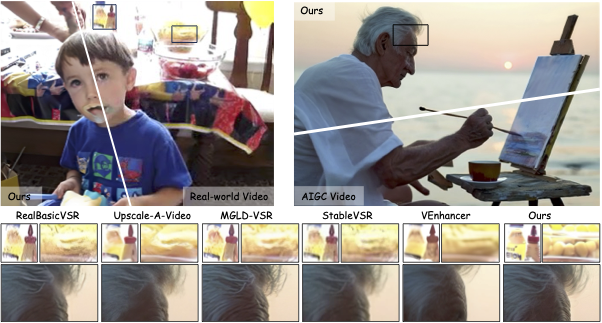 Ours
Ours
Real-world Video
AIGC Video
RealBasicVSR
Upscale-A-Video
MGLD-VSR
StableVSR
VEnhancer
Ours